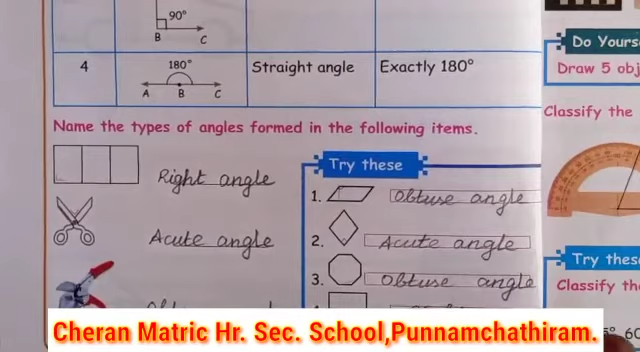 90°
B C
4 180° Straight angle Exactly 180°
A B C
Do Yours
Draw 5 obj
Classify the
Name the types of angles formed in the following items.
Try these
Right angle
1. Obtuse angle
Acute angle
2. Acute angle
3. Obtuse angle
Try thes
Classify th
60
Cheran Matric Hr. Sec. School,Punnamchathiram.